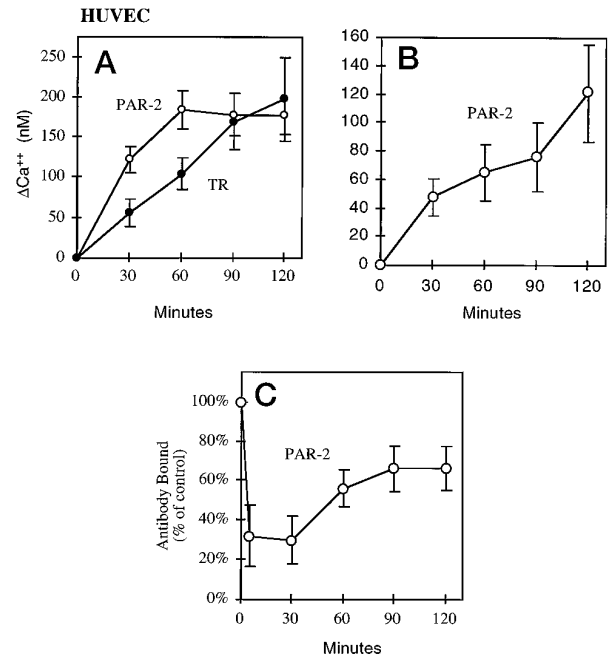 HUVEC
A
250
200
150
100
50
0
ΔCa⁺⁺ (nM)
PAR-2
TR
0 30 60 90 120
Minutes
B
160
140
120
100
80
60
40
20
0
PAR-2
0 30 60 90 120
Minutes
C
100%
80%
60%
40%
20%
0%
Antibody Bound
(% of control)
PAR-2
0 30 60 90 120
Minutes